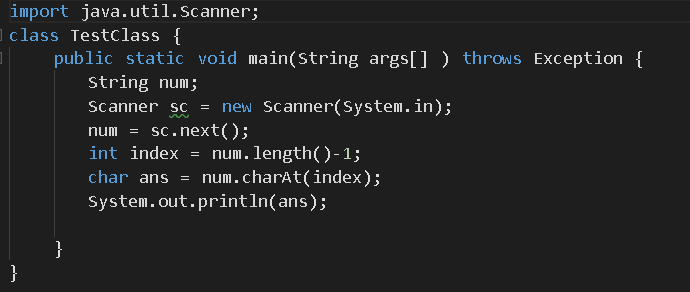 import java.util.Scanner;
class TestClass {
    public static void main(String args[] ) throws Exception {
        String num;
        Scanner sc = new Scanner(System.in);
        num = sc.next();
        int index = num.length()-1;
        char ans = num.charAt(index);
        System.out.println(ans);
    }
}